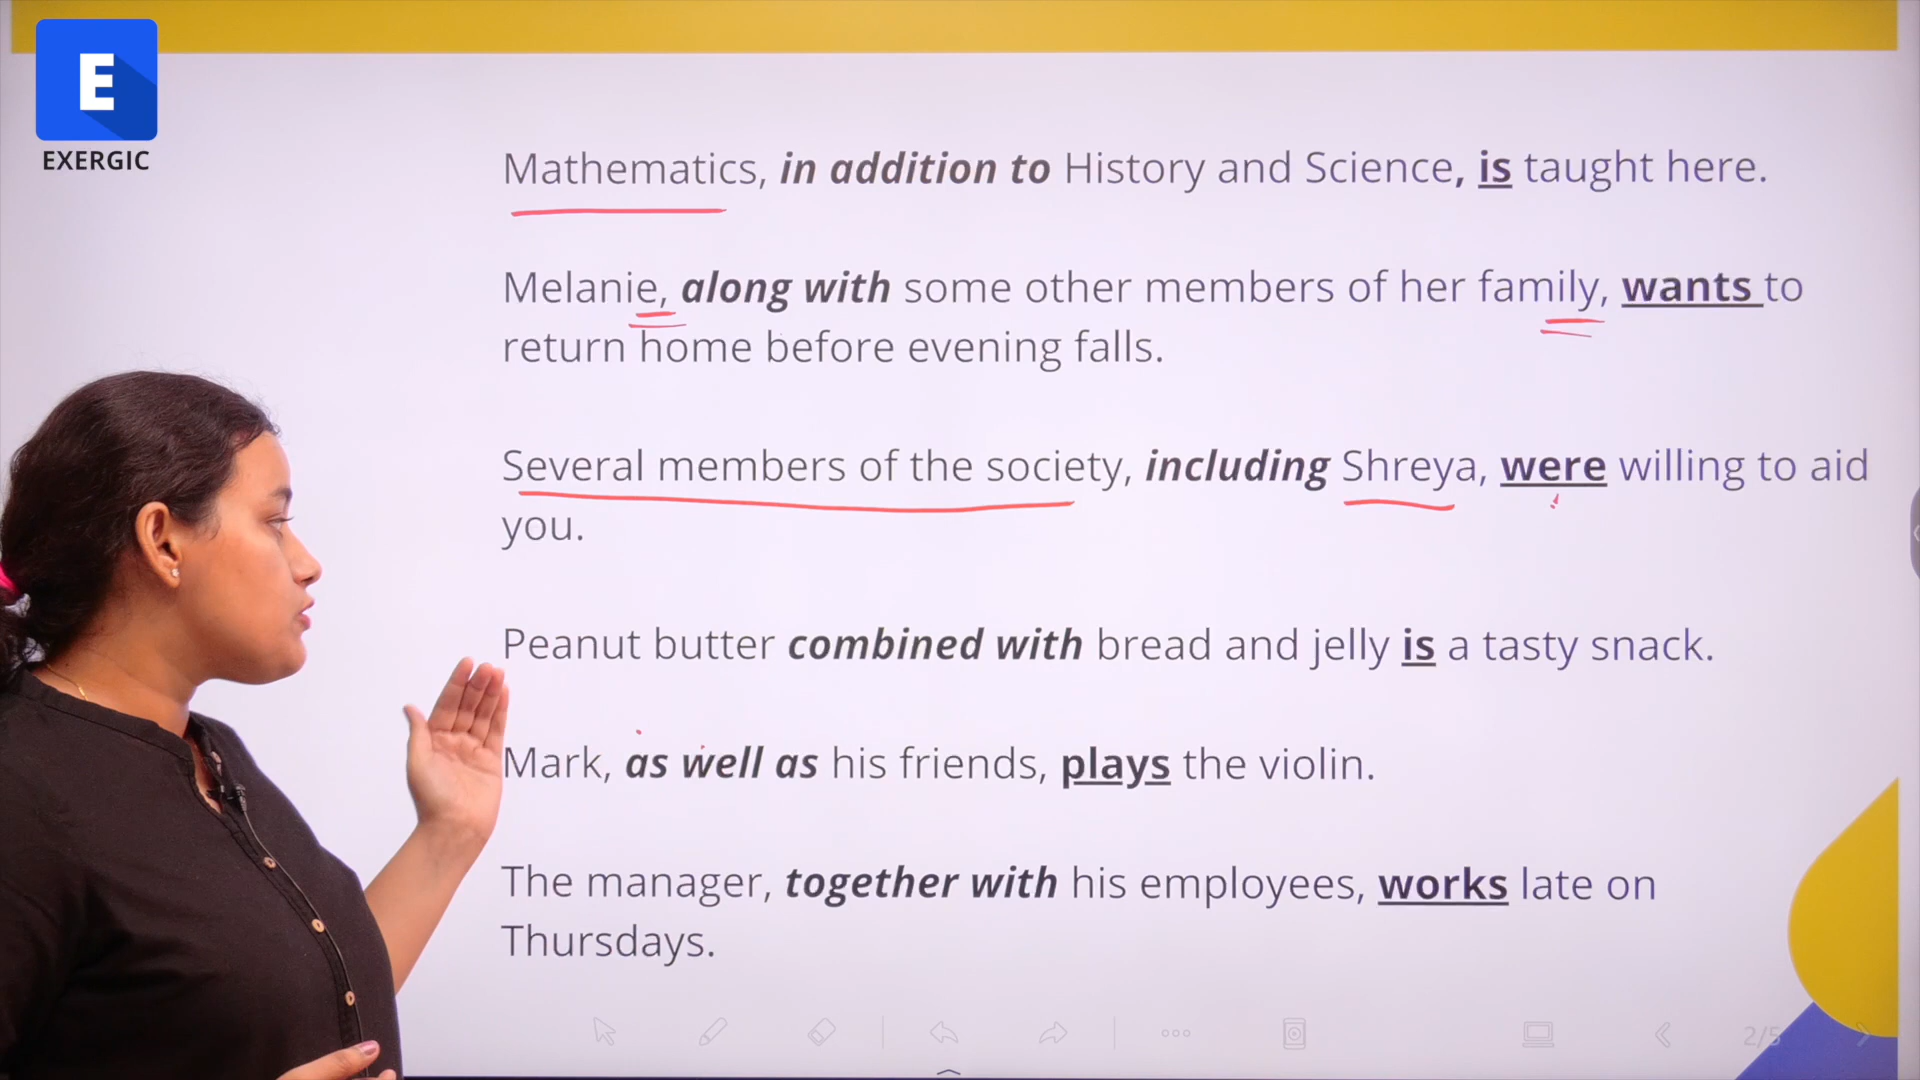 E
EXERGIC
Mathematics, in addition to History and Science, is taught here.
Melanie, along with some other members of her family, wants to
return home before evening falls.
Several members of the society, including Shreya, were willing to aid
you.
Peanut butter combined with bread and jelly is a tasty snack.
Mark, as well as his friends, plays the violin.
The manager, together with his employees, works late on
Thursdays.
2/5